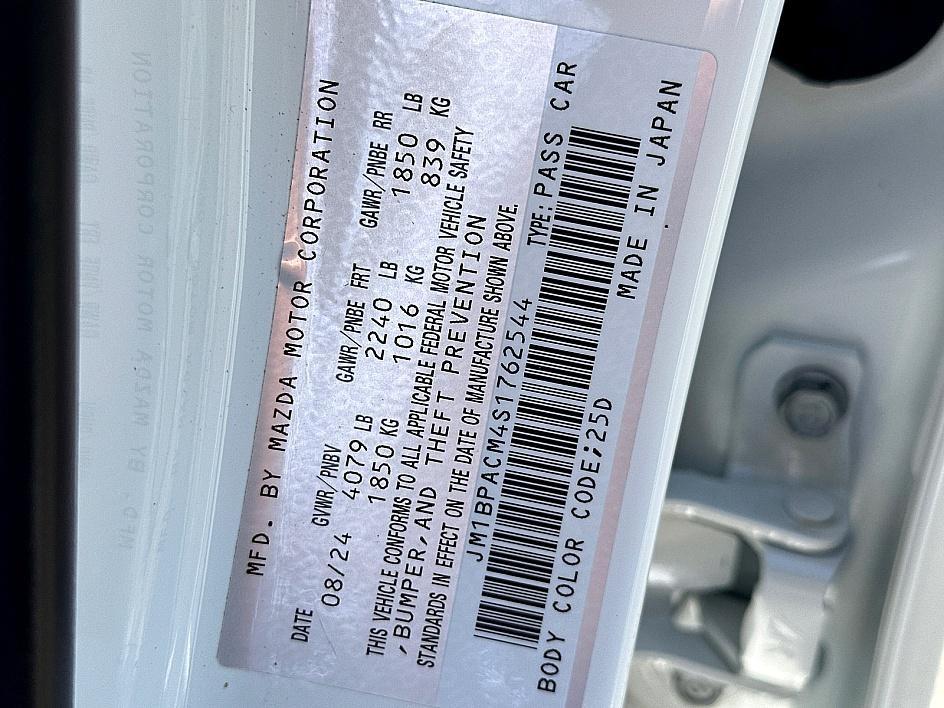 MFD. BY MAZDA MOTOR CORPORATION
DATE GVWR/PNBV GAWR/PNBE FRT GAWR/PNBE RR
08/24 4079 LB 2240 LB 1850 LB
1850 KG 1016 KG 839 KG
THIS VEHICLE CONFORMS TO ALL APPLICABLE FEDERAL MOTOR VEHICLE SAFETY
,BUMPER,AND THEFT PREVENTION
STANDARDS IN EFFECT ON THE DATE OF MANUFACTURE SHOWN ABOVE.
JM1BPACM4S1762544 TYPE:PASS CAR
BODY COLOR CODE;25D MADE IN JAPAN